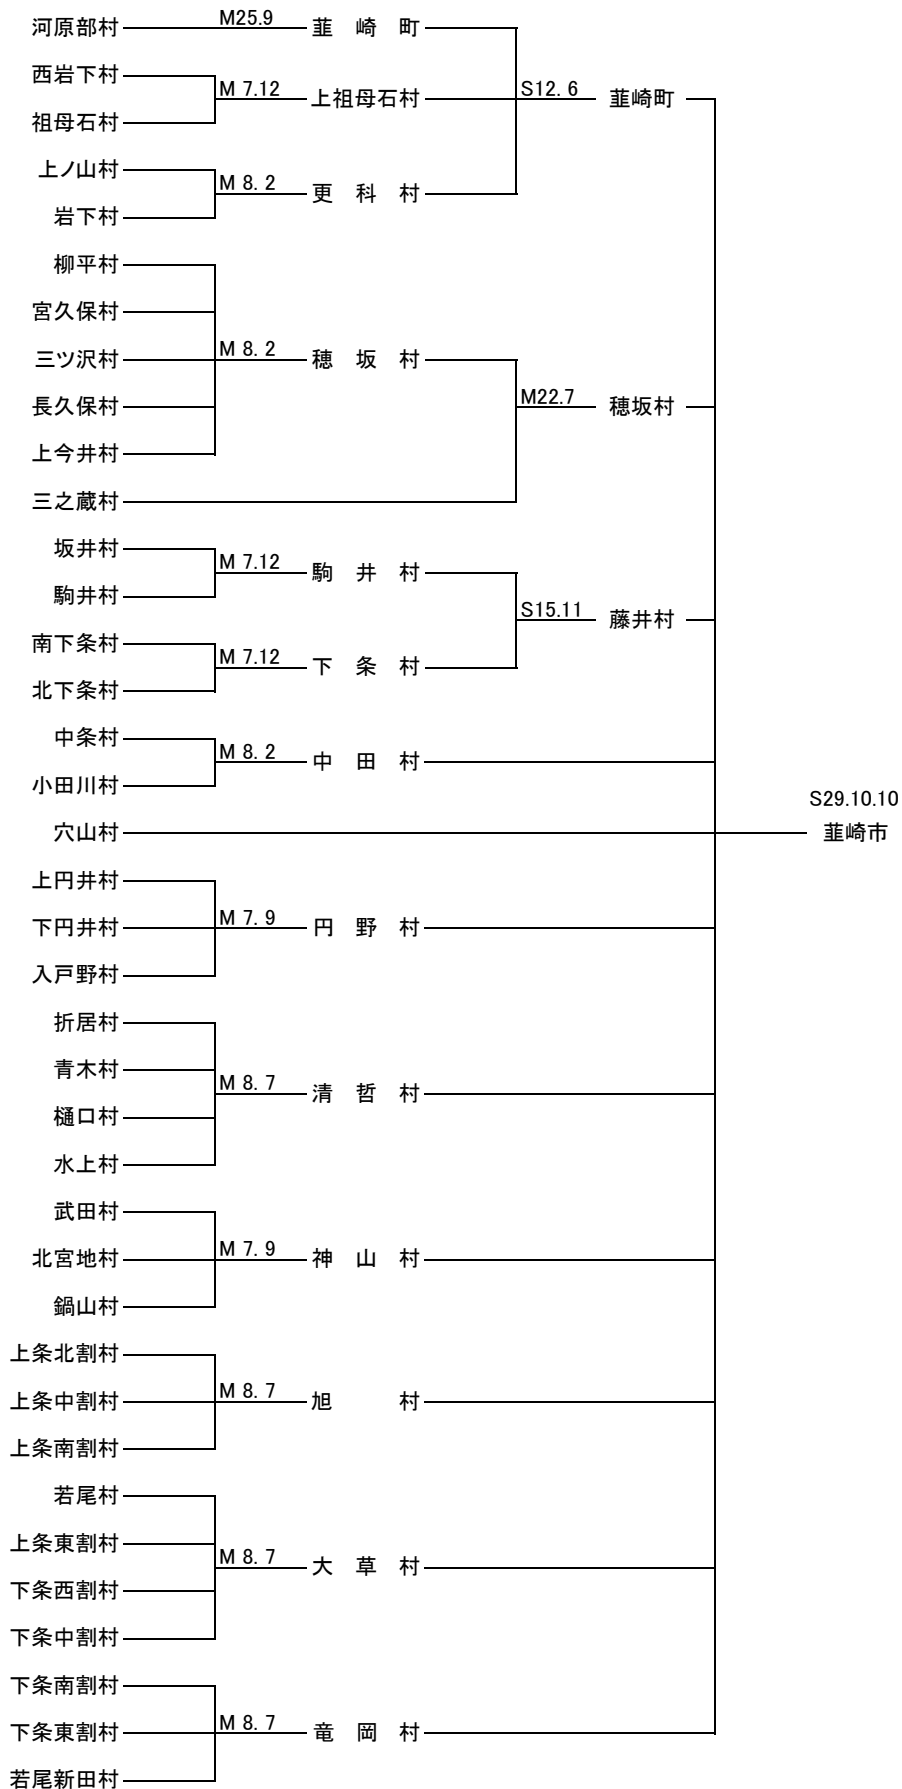 河原部村 M25.9 韮崎町
西岩下村
M 7.12 上祖母石村 S12. 6 韮崎町
祖母石村
上ノ山村
M 8. 2 更科村
岩下村
柳平村
宮久保村
三ツ沢村 M 8. 2 穂坂村
長久保村 M22.7 穂坂村
上今井村
三之蔵村
坂井村
M 7.12 駒井村
駒井村
S15.11 藤井村
南下条村
M 7.12 下条村
北下条村
中条村
M 8. 2 中田村
小田川村
S29.10.10
穴山村 韮崎市
上円井村
下円井村 M 7. 9 円野村
入戸野村
折居村
青木村
M 8. 7 清哲村
樋口村
水上村
武田村
北宮地村 M 7. 9 神山村
鍋山村
上条北割村
上条中割村 M 8. 7 旭村
上条南割村
若尾村
上条東割村
M 8. 7 大草村
下条西割村
下条中割村
下条南割村
下条東割村 M 8. 7 竜岡村
若尾新田村